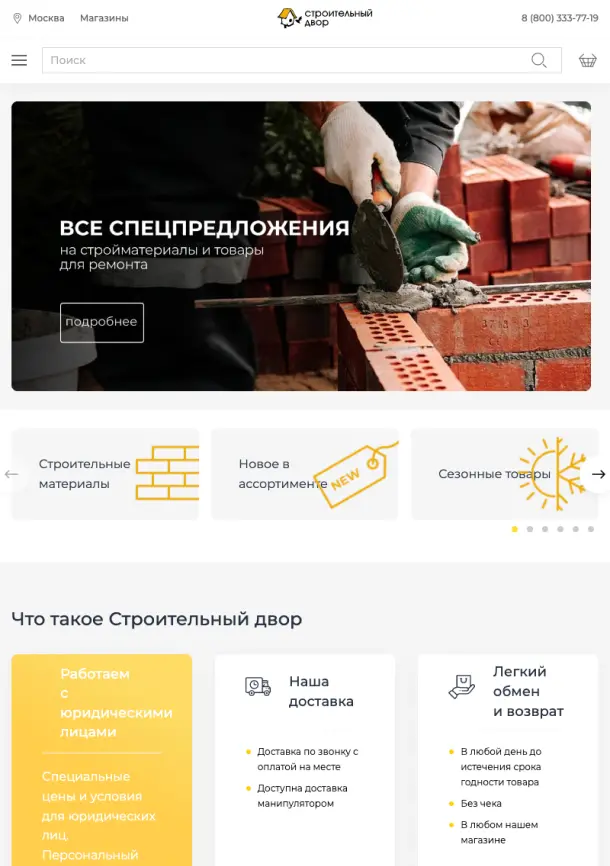 Москва
Магазины
строительный
двор
8 (800) 333-77-19
Поиск
ВСЕ СПЕЦПРЕДЛОЖЕНИЯ
на стройматериалы и товары
для ремонта
подробнее
Строительные
материалы
Новое в
ассортименте
NEW
Сезонные товары
Что такое Строительный двор
Работаем
с
юридическими
лицами
Специальные
цены и условия
для юридических
лиц.
Персональный
Наша
доставка
Доставка по звонку с
оплатой на месте
Доступна доставка
манипулятором
Легкий
обмен
и возврат
В любой день до
истечения срока
годности товара
Без чека
В любом нашем
магазине